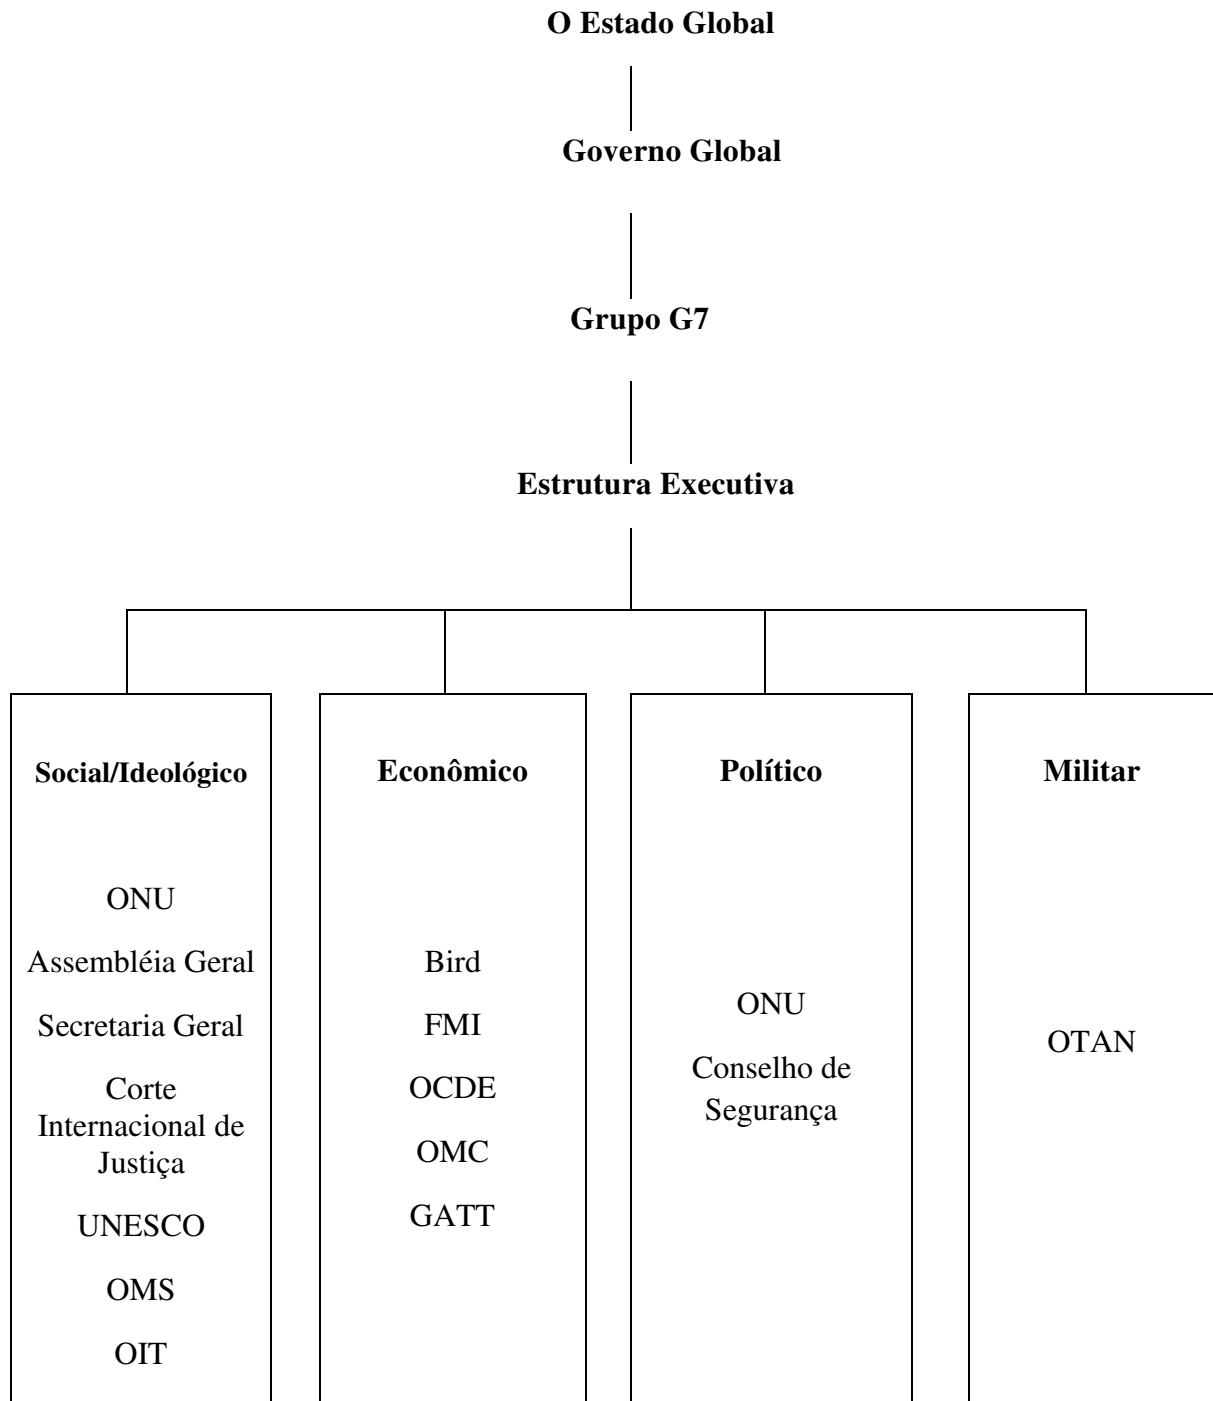 O Estado Global
Governo Global
Grupo G7
Estrutura Executiva
Social/Ideológico
ONU
Assembléia Geral
Secretaria Geral
Corte
Internacional de
Justiça
UNESCO
OMS
OIT
Econômico
Bird
FMI
OCDE
OMC
GATT
Político
ONU
Conselho de
Segurança
Militar
OTAN